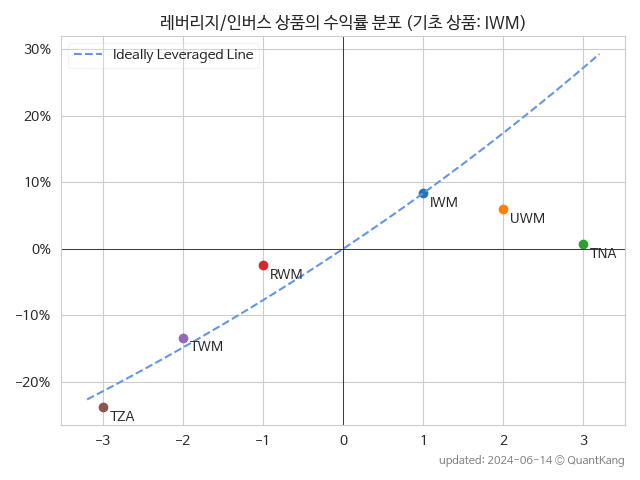 레버리지/인버스 상품의 수익률 분포 (기초 상품: IWM)
30%
Ideally Leveraged Line
20%
10%
IWM
UWM
0%
TNA
RWM
−10%
TWM
−20%
TZA
−3 −2 −1 0 1 2 3
updated: 2024-06-14 © QuantKang